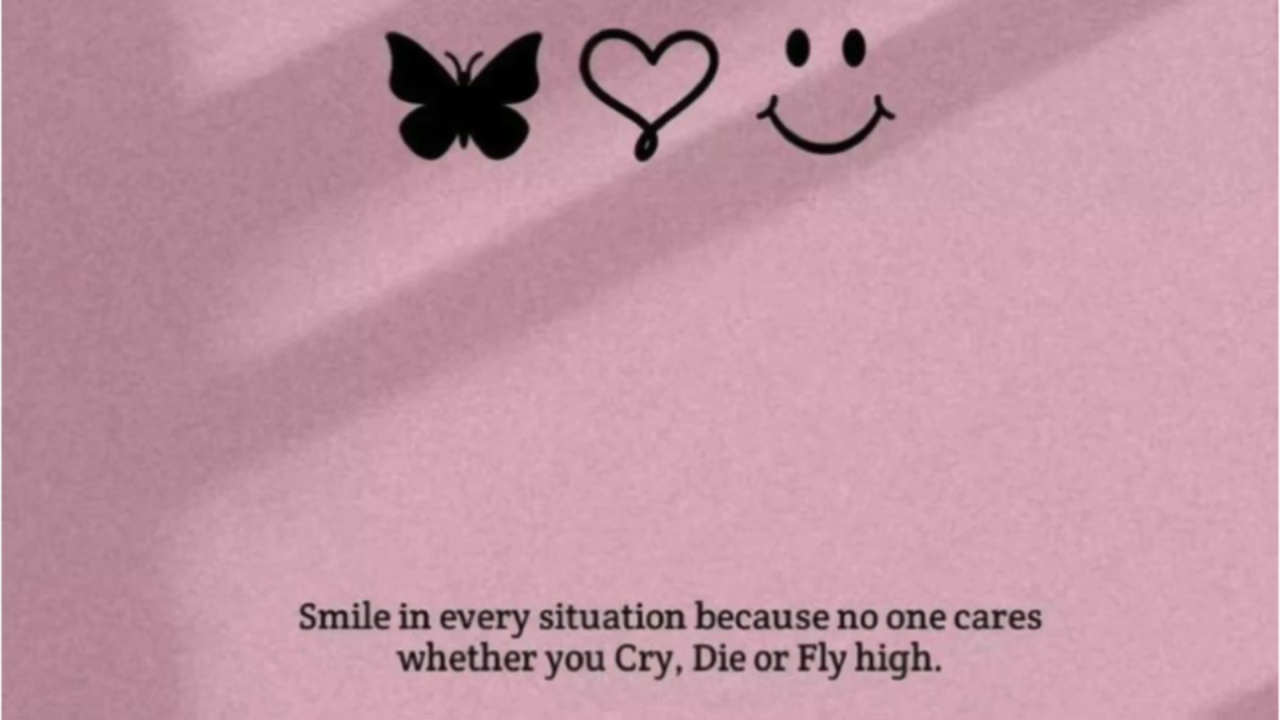 Smile in every situation because no one cares
whether you Cry, Die or Fly high.